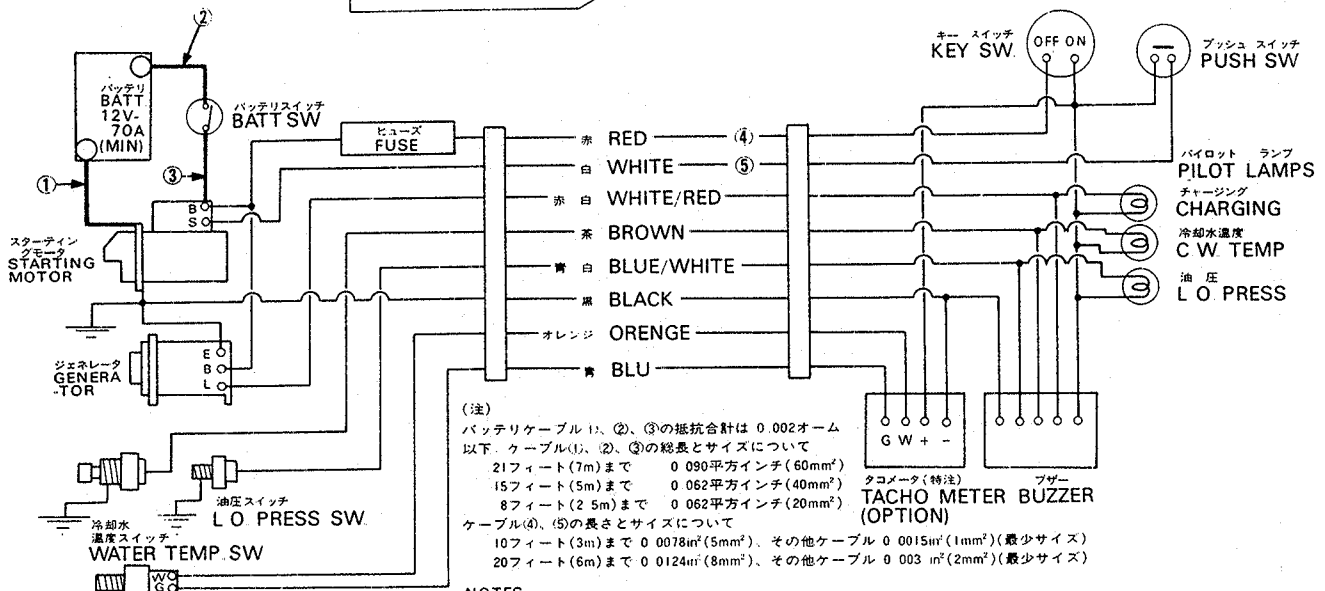 ②
キー スイッチ
KEY SW.
OFF ON
プッシュ スイッチ
PUSH SW
バッテリ
BATT
12V-
70A
(MIN)
バッテリスイッチ
BATT SW
ヒューズ
FUSE
赤 RED ④
白 WHITE ⑤
パイロット ランプ
PILOT LAMPS
①
③
B
S
赤 白 WHITE/RED
チャージング
CHARGING
茶 BROWN
冷却水温度
C.W. TEMP
スターティン
グモータ
STARTING
MOTOR
青 白 BLUE/WHITE
油 圧
L O. PRESS
黒 BLACK
オレンジ ORENGE
青 BLU
ジェネレータ
GENERA
-TOR
E
B
L
(注)
バッテリケーブル①、②、③の抵抗合計は 0.002オーム
以下. ケーブル①、②、③の総長とサイズについて
21フィート(7m)まで 0 090平方インチ(60mm²)
15フィート(5m)まで 0 062平方インチ(40mm²)
8フィート(2 5m)まで 0 062平方インチ(20mm²)
ケーブル④、⑤の長さとサイズについて
10フィート(3m)まで 0 0078in²(5mm²)、その他ケーブル 0 0015in²(1mm²)(最少サイズ)
20フィート(6m)まで 0 0124in²(8mm²)、その他ケーブル 0 003 in²(2mm²)(最少サイズ)
G W + -
タコメータ(特注)
TACHO METER
(OPTION)
ブザー
BUZZER
油圧スイッチ
L O. PRESS SW.
冷却水
温度スイッチ
WATER TEMP. SW
W
G
NOTES